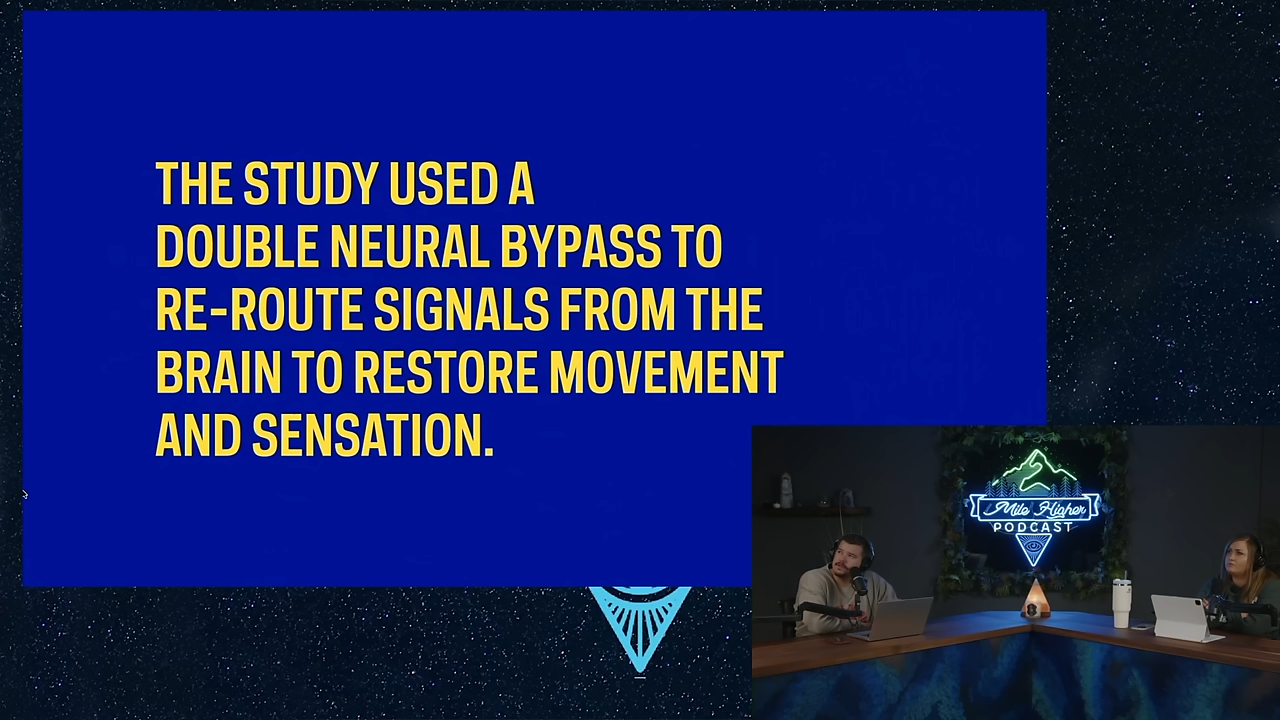 THE STUDY USED A
DOUBLE NEURAL BYPASS TO
RE-ROUTE SIGNALS FROM THE
BRAIN TO RESTORE MOVEMENT
AND SENSATION.
Mile Higher
PODCAST